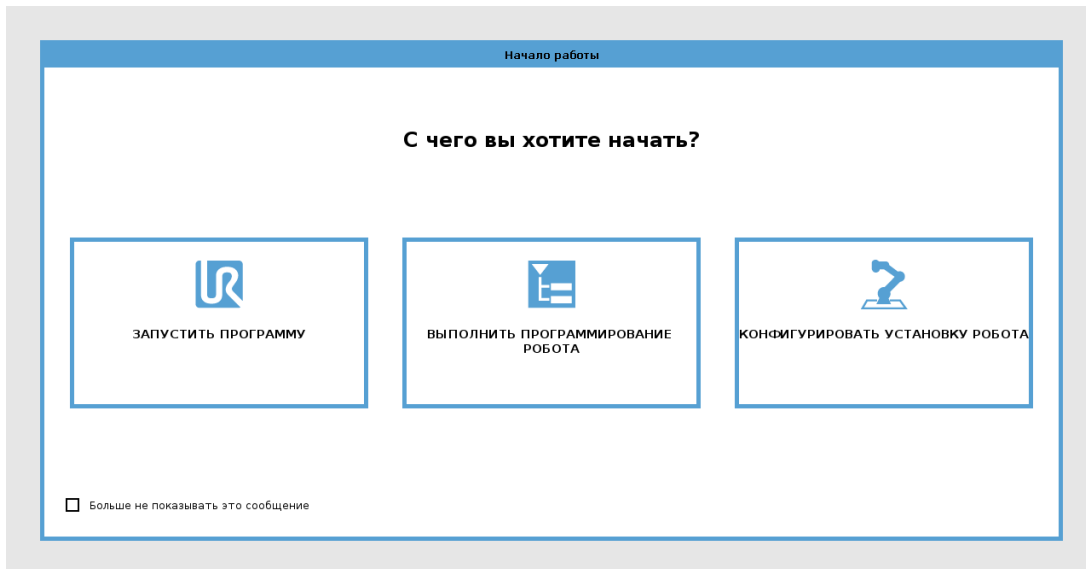 Начало работы
С чего вы хотите начать?
ЗАПУСТИТЬ ПРОГРАММУ
ВЫПОЛНИТЬ ПРОГРАММИРОВАНИЕ
РОБОТА
КОНФИГУРИРОВАТЬ УСТАНОВКУ РОБОТА
Больше не показывать это сообщение